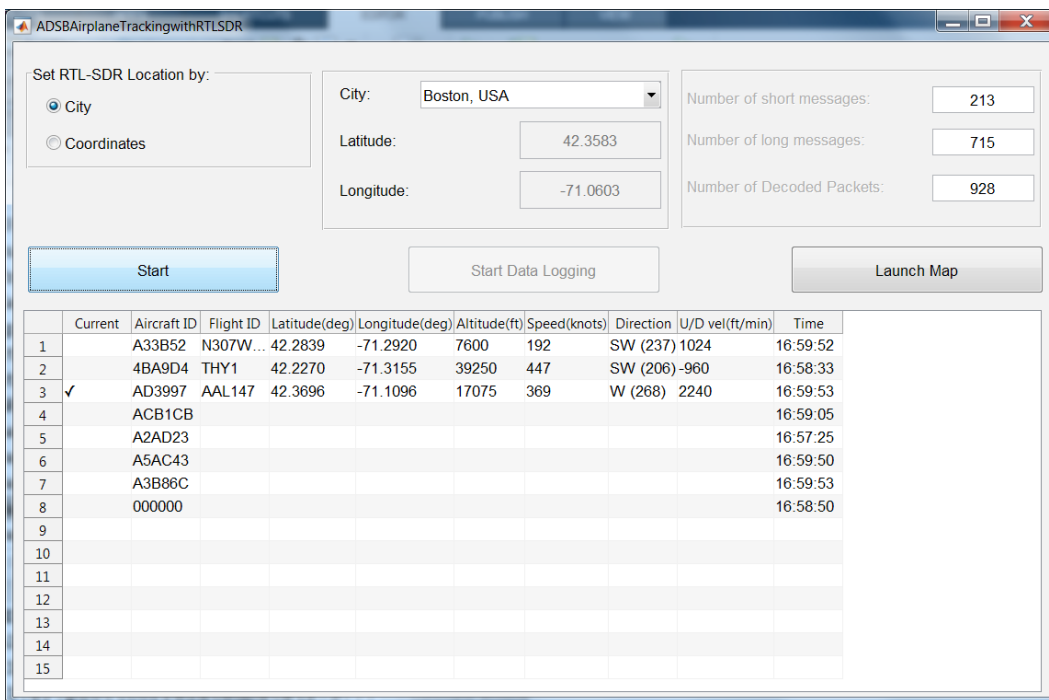 ADSBAirplaneTrackingwithRTLSDR
Set RTL-SDR Location by:
City
Coordinates
City: Boston, USA
Latitude: 42.3583
Longitude: -71.0603
Number of short messages: 213
Number of long messages: 715
Number of Decoded Packets: 928
Start Start Data Logging Launch Map
Current Aircraft ID Flight ID Latitude(deg) Longitude(deg) Altitude(ft) Speed(knots) Direction U/D vel(ft/min) Time
1 A33B52 N307W... 42.2839 -71.2920 7600 192 SW (237) 1024 16:59:52
2 4BA9D4 THY1 42.2270 -71.3155 39250 447 SW (206) -960 16:58:33
3 ✓ AD3997 AAL147 42.3696 -71.1096 17075 369 W (268) 2240 16:59:53
4 ACB1CB 16:59:05
5 A2AD23 16:57:25
6 A5AC43 16:59:50
7 A3B86C 16:59:53
8 000000 16:58:50
9
10
11
12
13
14
15